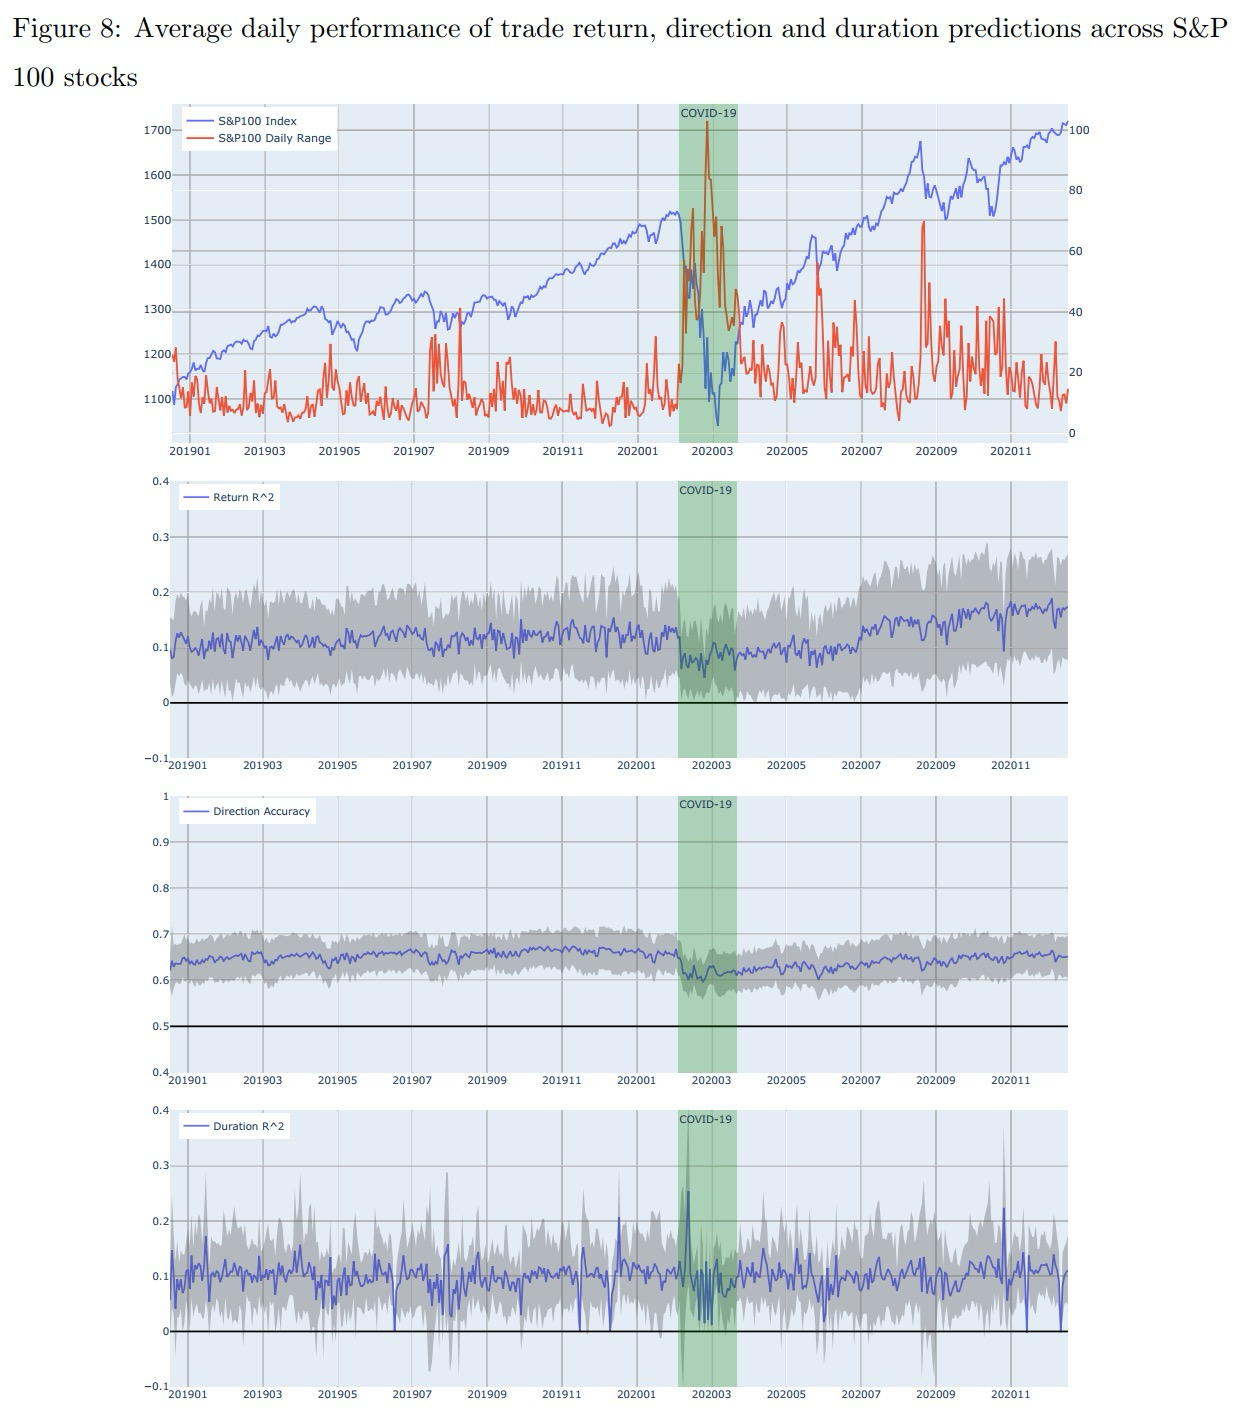 Figure 8: Average daily performance of trade return, direction and duration predictions across S&P
100 stocks
COVID-19
S&P100 Index
S&P100 Daily Range
1700
1600
1500
1400
1300
1200
1100
100
80
60
40
20
0
201901 201903 201905 201907 201909 201911 202001 202003 202005 202007 202009 202011
COVID-19
Return R^2
0.4
0.3
0.2
0.1
0
−0.1
201901 201903 201905 201907 201909 201911 202001 202003 202005 202007 202009 202011
COVID-19
Direction Accuracy
1
0.9
0.8
0.7
0.6
0.5
0.4
201901 201903 201905 201907 201909 201911 202001 202003 202005 202007 202009 202011
COVID-19
Duration R^2
0.4
0.3
0.2
0.1
0
−0.1
201901 201903 201905 201907 201909 201911 202001 202003 202005 202007 202009 202011